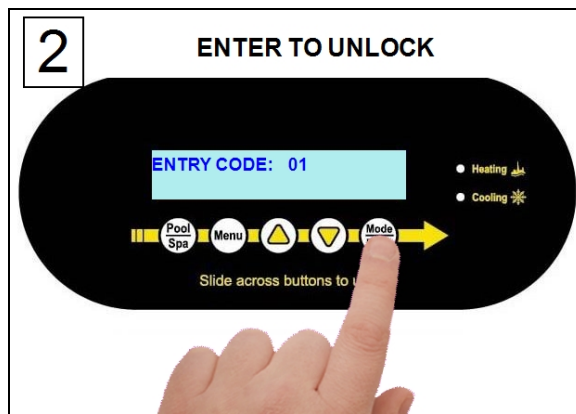 2
ENTER TO UNLOCK
ENTRY CODE: 01
Heating
Cooling
Pool
Spa
Menu
Mode
Slide across buttons to